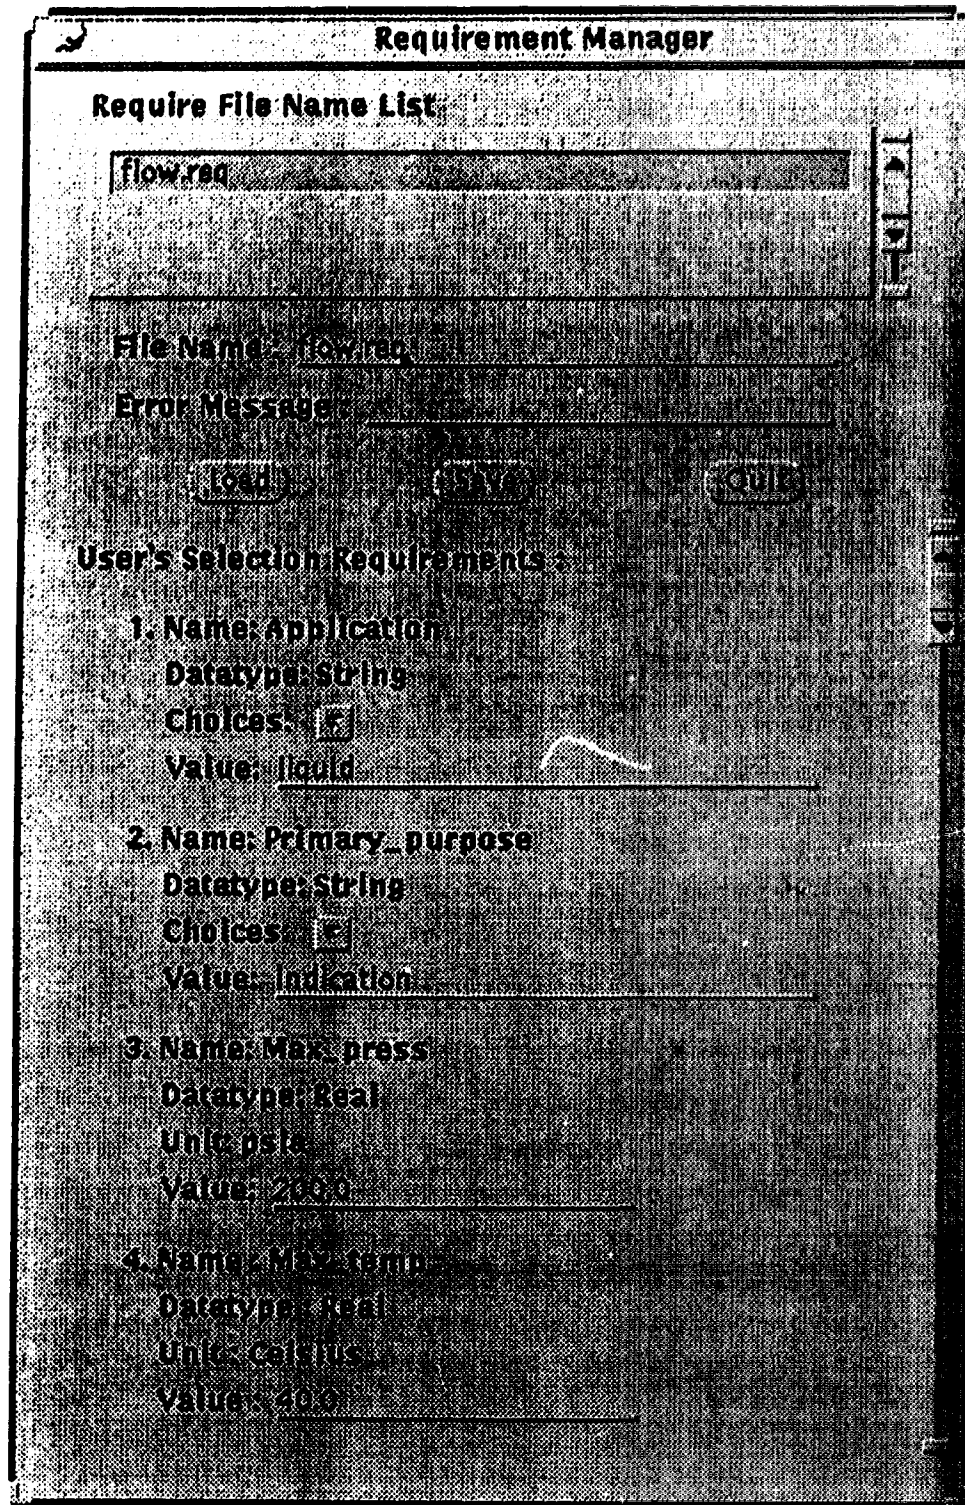 Requirement Manager
Require File Name List:
flow.req
File Name : flow.req
Error Message :
Load Save Quit
User's Selection Requirements :
1. Name: Application
Datatype: String
Choices:
Value: liquid
2. Name: Primary_purpose
Datatype: String
Choices:
Value: Indication
3. Name: Max_press
Datatype: Real
Unit: psia
Value: 200.0
4. Name : Max_temp
Datatype : Real
Unit : Celsius
Value : 40.0